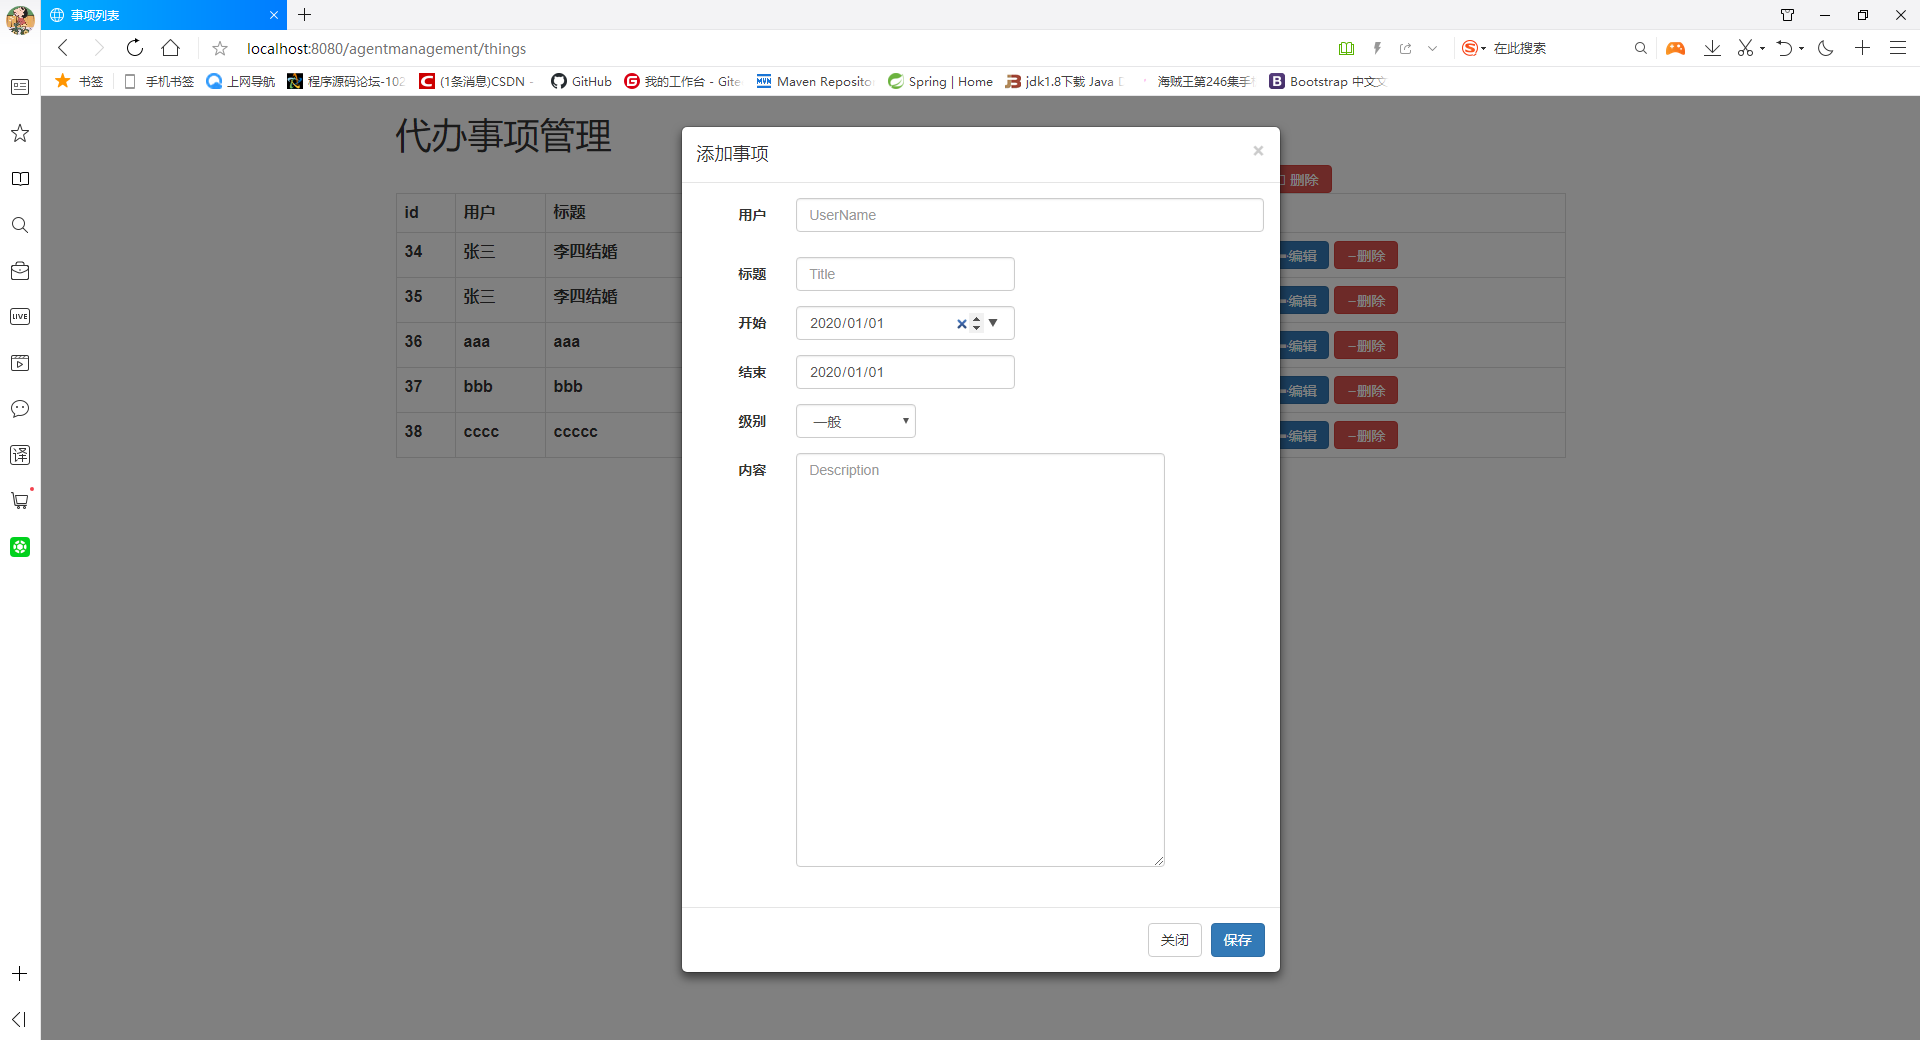 事项列表
localhost:8080/agentmanagement/things
在此搜索
书签 手机书签 上网导航 程序源码论坛-102 (1条消息)CSDN - GitHub 我的工作台 - Gite Maven Reposito Spring | Home jdk1.8下载 Java 海贼王第246集手 Bootstrap 中文文
LIVE
译
代办事项管理
删除
id 用户 标题
34 张三 李四结婚 编辑 −删除
35 张三 李四结婚 编辑 −删除
36 aaa aaa 编辑 −删除
37 bbb bbb 编辑 −删除
38 cccc ccccc 编辑 −删除
添加事项 ×
用户 UserName
标题 Title
开始 2020/01/01
结束 2020/01/01
级别 一般
内容 Description
关闭 保存